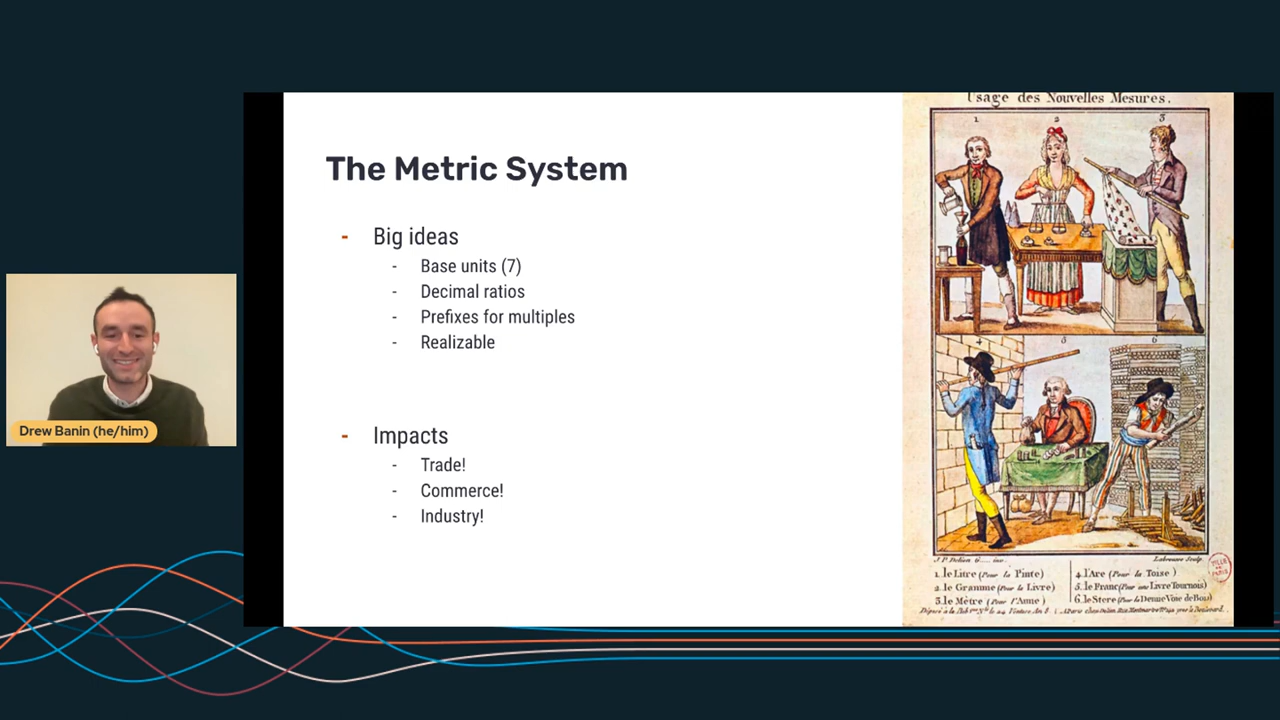 The Metric System
- Big ideas
- Base units (7)
- Decimal ratios
- Prefixes for multiples
- Realizable
- Impacts
- Trade!
- Commerce!
- Industry!
Drew Banin (he/him)
Usage des Nouvelles Mesures.
1 2 3
4 5 6
Labrousse Sculp.
1. le Litre (Pour la Pinte)
2. le Gramme (Pour la Livre)
3. le Mètre (Pour l'Aune)
4. l'Are (Pour la Toise)
5. le Franc (Pour une Livre Tournois)
6. le Stere (Pour la Demie Voie de Bois)